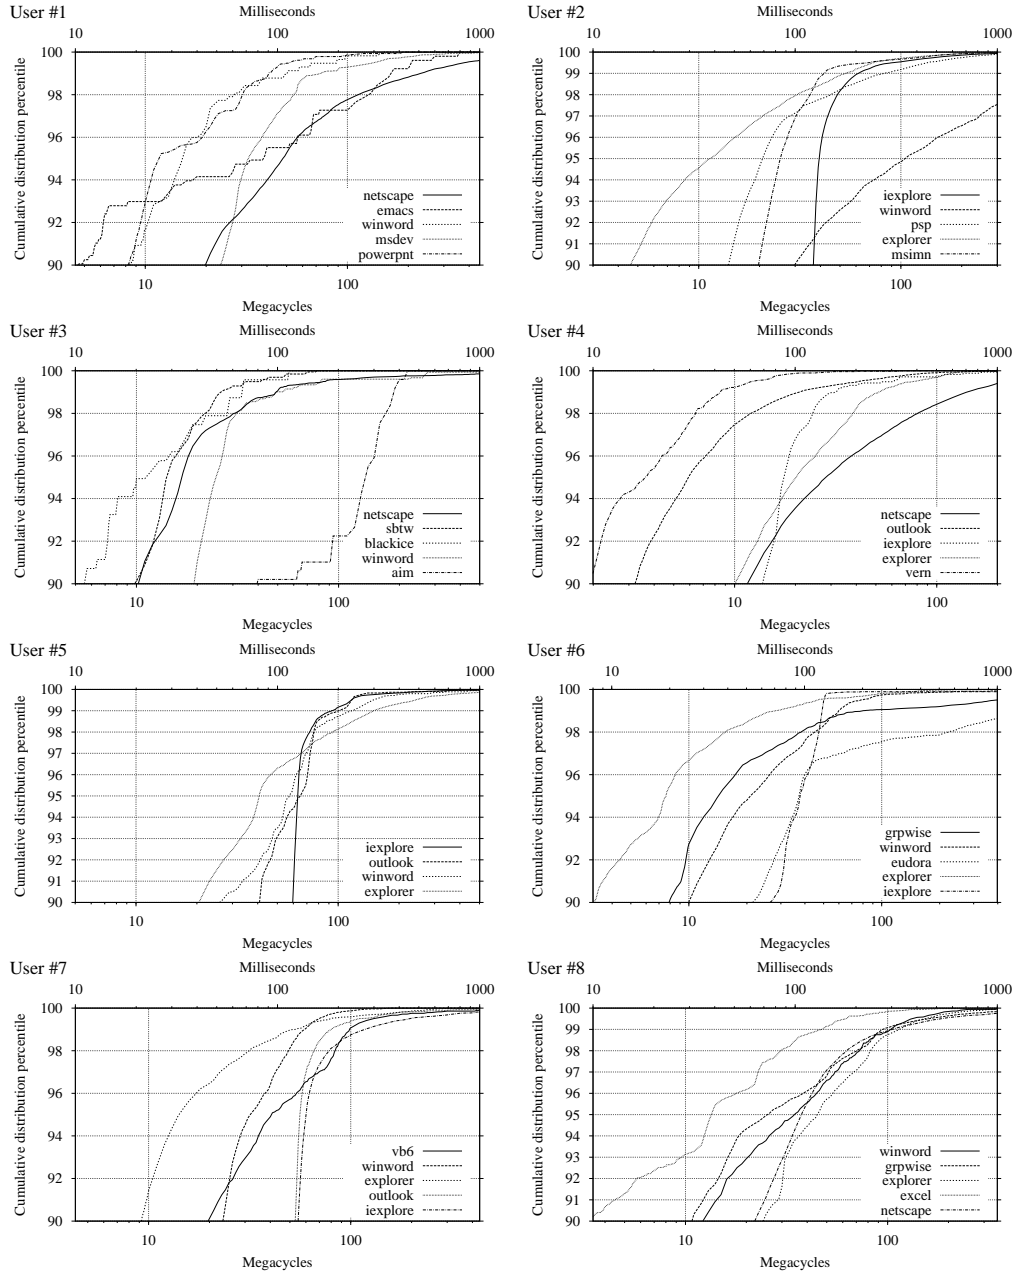 User #1
Milliseconds
10 100 1000
Cumulative distribution percentile
100
98
96
94
92
90
netscape
emacs
winword
msdev
powerpnt
10 100
Megacycles
User #2
Milliseconds
10 100 1000
Cumulative distribution percentile
100
99
98
97
96
95
94
93
92
91
90
iexplore
winword
psp
explorer
msimn
10 100
Megacycles
User #3
Milliseconds
10 100 1000
Cumulative distribution percentile
100
98
96
94
92
90
netscape
sbtw
blackice
winword
aim
10 100
Megacycles
User #4
Milliseconds
10 100 1000
Cumulative distribution percentile
100
98
96
94
92
90
netscape
outlook
iexplore
explorer
vern
10 100
Megacycles
User #5
Milliseconds
10 100 1000
Cumulative distribution percentile
100
99
98
97
96
95
94
93
92
91
90
iexplore
outlook
winword
explorer
10 100
Megacycles
User #6
Milliseconds
10 100 1000
Cumulative distribution percentile
100
98
96
94
92
90
grpwise
winword
eudora
explorer
iexplore
10 100
Megacycles
User #7
Milliseconds
10 100 1000
Cumulative distribution percentile
100
98
96
94
92
90
vb6
winword
explorer
outlook
iexplore
10 100
Megacycles
User #8
Milliseconds
10 100 1000
Cumulative distribution percentile
100
99
98
97
96
95
94
93
92
91
90
winword
grpwise
explorer
excel
netscape
10 100
Megacycles